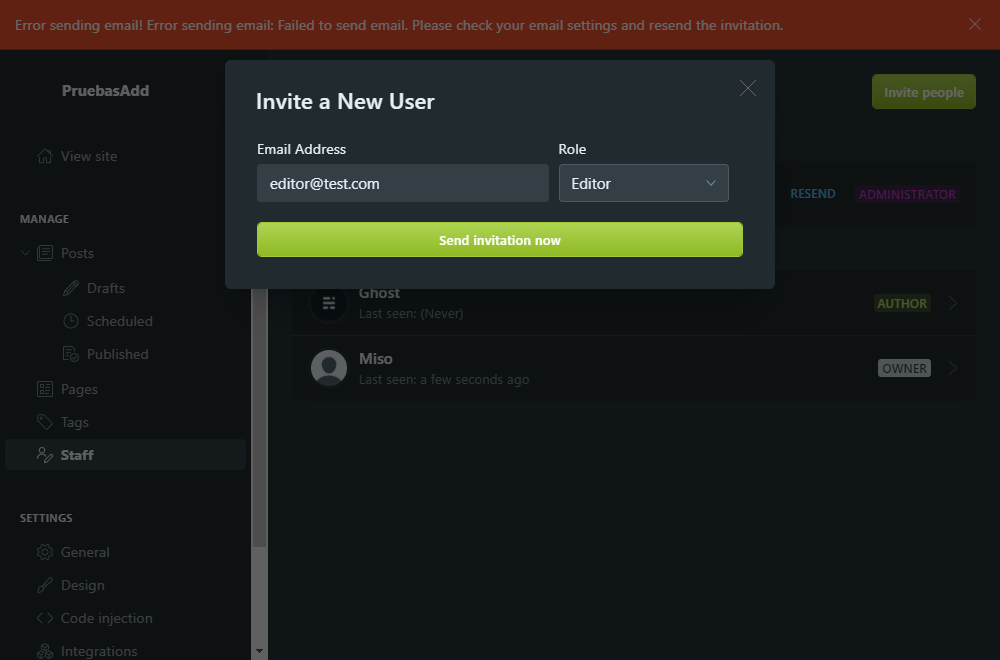 Error sending email! Error sending email: Failed to send email. Please check your email settings and resend the invitation.
PruebasAdd
Invite people
View site
MANAGE
Posts
Drafts
Scheduled
Published
Pages
Tags
Staff
SETTINGS
General
Design
Code injection
Integrations
Invite a New User
Email Address
Role
editor@test.com
Editor
Send invitation now
RESEND
ADMINISTRATOR
Ghost
Last seen: (Never)
AUTHOR
Miso
Last seen: a few seconds ago
OWNER